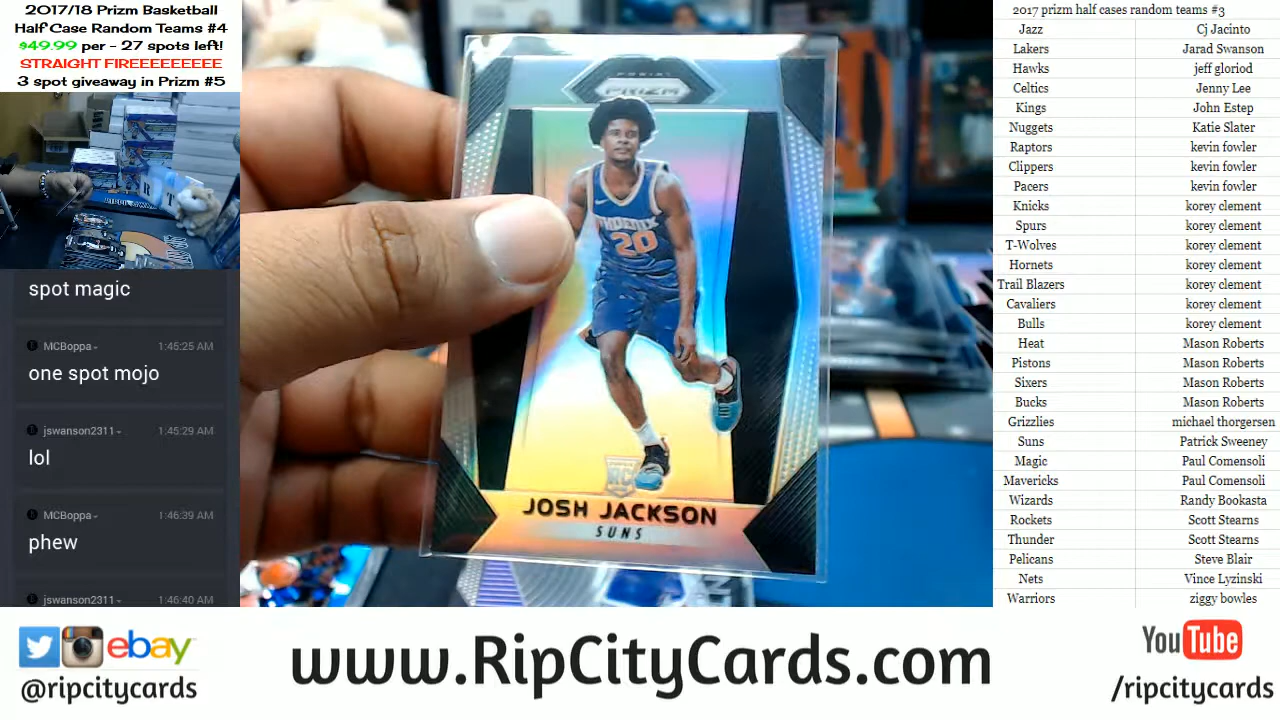 2017/18 Prizm Basketball
Half Case Random Teams #4
$49.99 per - 27 spots left!
STRAIGHT FIREEEEEEEEE
3 spot giveaway in Prizm #5
spot magic
MCBoppa 1:45:25 AM
one spot mojo
jswanson2311 1:45:29 AM
lol
MCBoppa 1:46:39 AM
phew
jswanson2311 1:46:40 AM
PANINI
PRIZM
PHOENIX
20
RC
JOSH JACKSON
SUNS
2017 prizm half cases random teams #3
Jazz Cj Jacinto
Lakers Jarad Swanson
Hawks jeff gloriod
Celtics Jenny Lee
Kings John Estep
Nuggets Katie Slater
Raptors kevin fowler
Clippers kevin fowler
Pacers kevin fowler
Knicks korey clement
Spurs korey clement
T-Wolves korey clement
Hornets korey clement
Trail Blazers korey clement
Cavaliers korey clement
Bulls korey clement
Heat Mason Roberts
Pistons Mason Roberts
Sixers Mason Roberts
Bucks Mason Roberts
Grizzlies michael thorgersen
Suns Patrick Sweeney
Magic Paul Comensoli
Mavericks Paul Comensoli
Wizards Randy Bookasta
Rockets Scott Stearns
Thunder Scott Stearns
Pelicans Steve Blair
Nets Vince Lyzinski
Warriors ziggy bowles
ebay
@ripcitycards
www.RipCityCards.com
YouTube
/ripcitycards